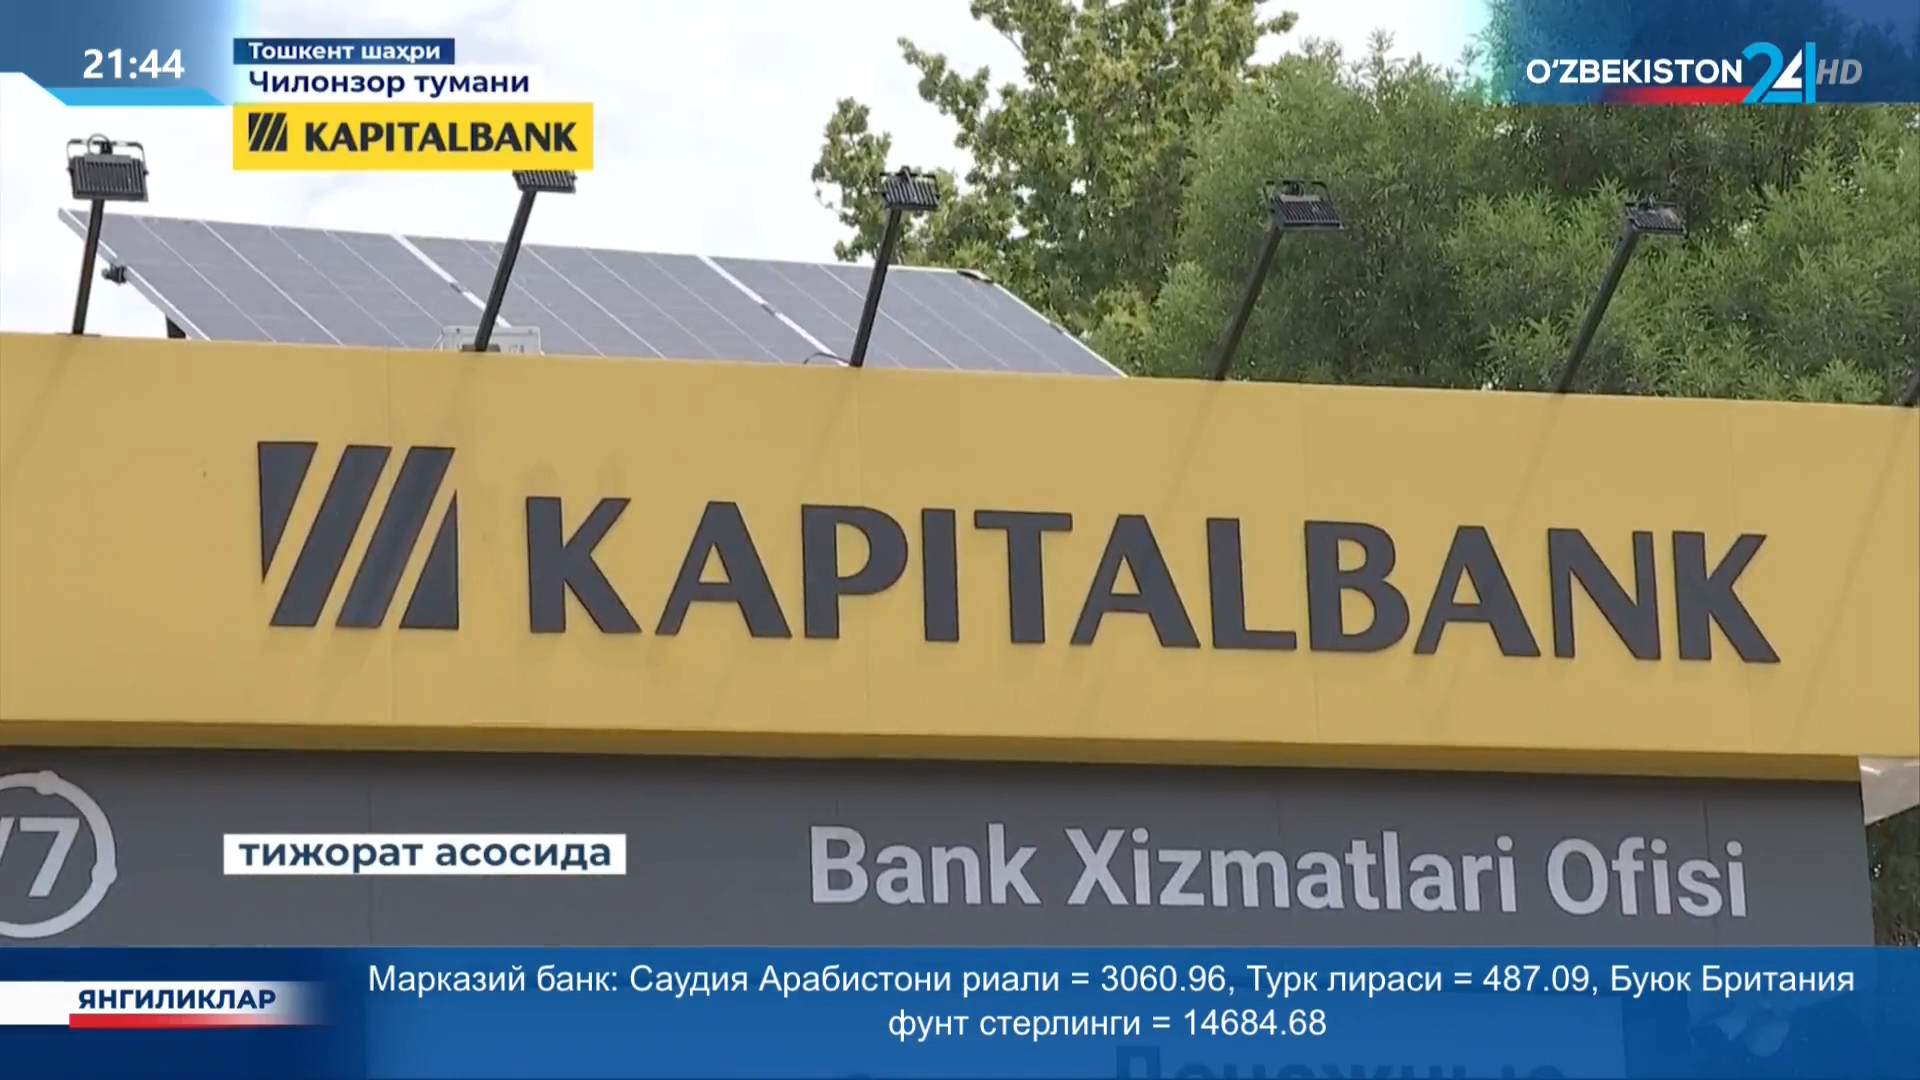 21:44
Тошкент шаҳри
Чилонзор тумани
KAPITALBANK
O‘ZBEKISTON 24 HD
KAPITALBANK
/7
Bank Xizmatlari Ofisi
тижорат асосида
ЯНГИЛИКЛАР
Марказий банк: Саудия Арабистони риали = 3060.96, Турк лираси = 487.09, Буюк Британия
фунт стерлинги = 14684.68